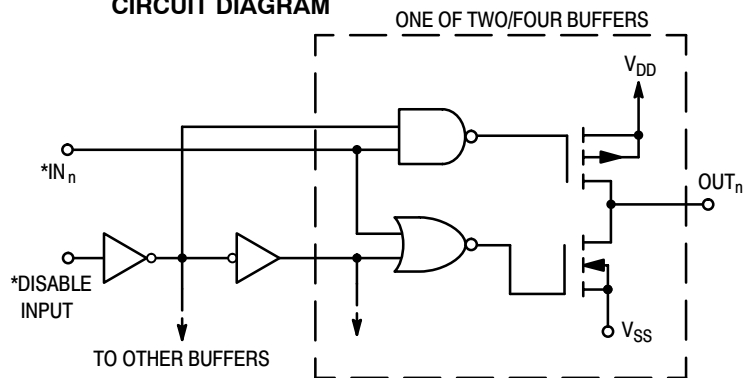 CIRCUIT DIAGRAM
ONE OF TWO/FOUR BUFFERS
VDD
*INn
OUTn
*DISABLE
INPUT
VSS
TO OTHER BUFFERS